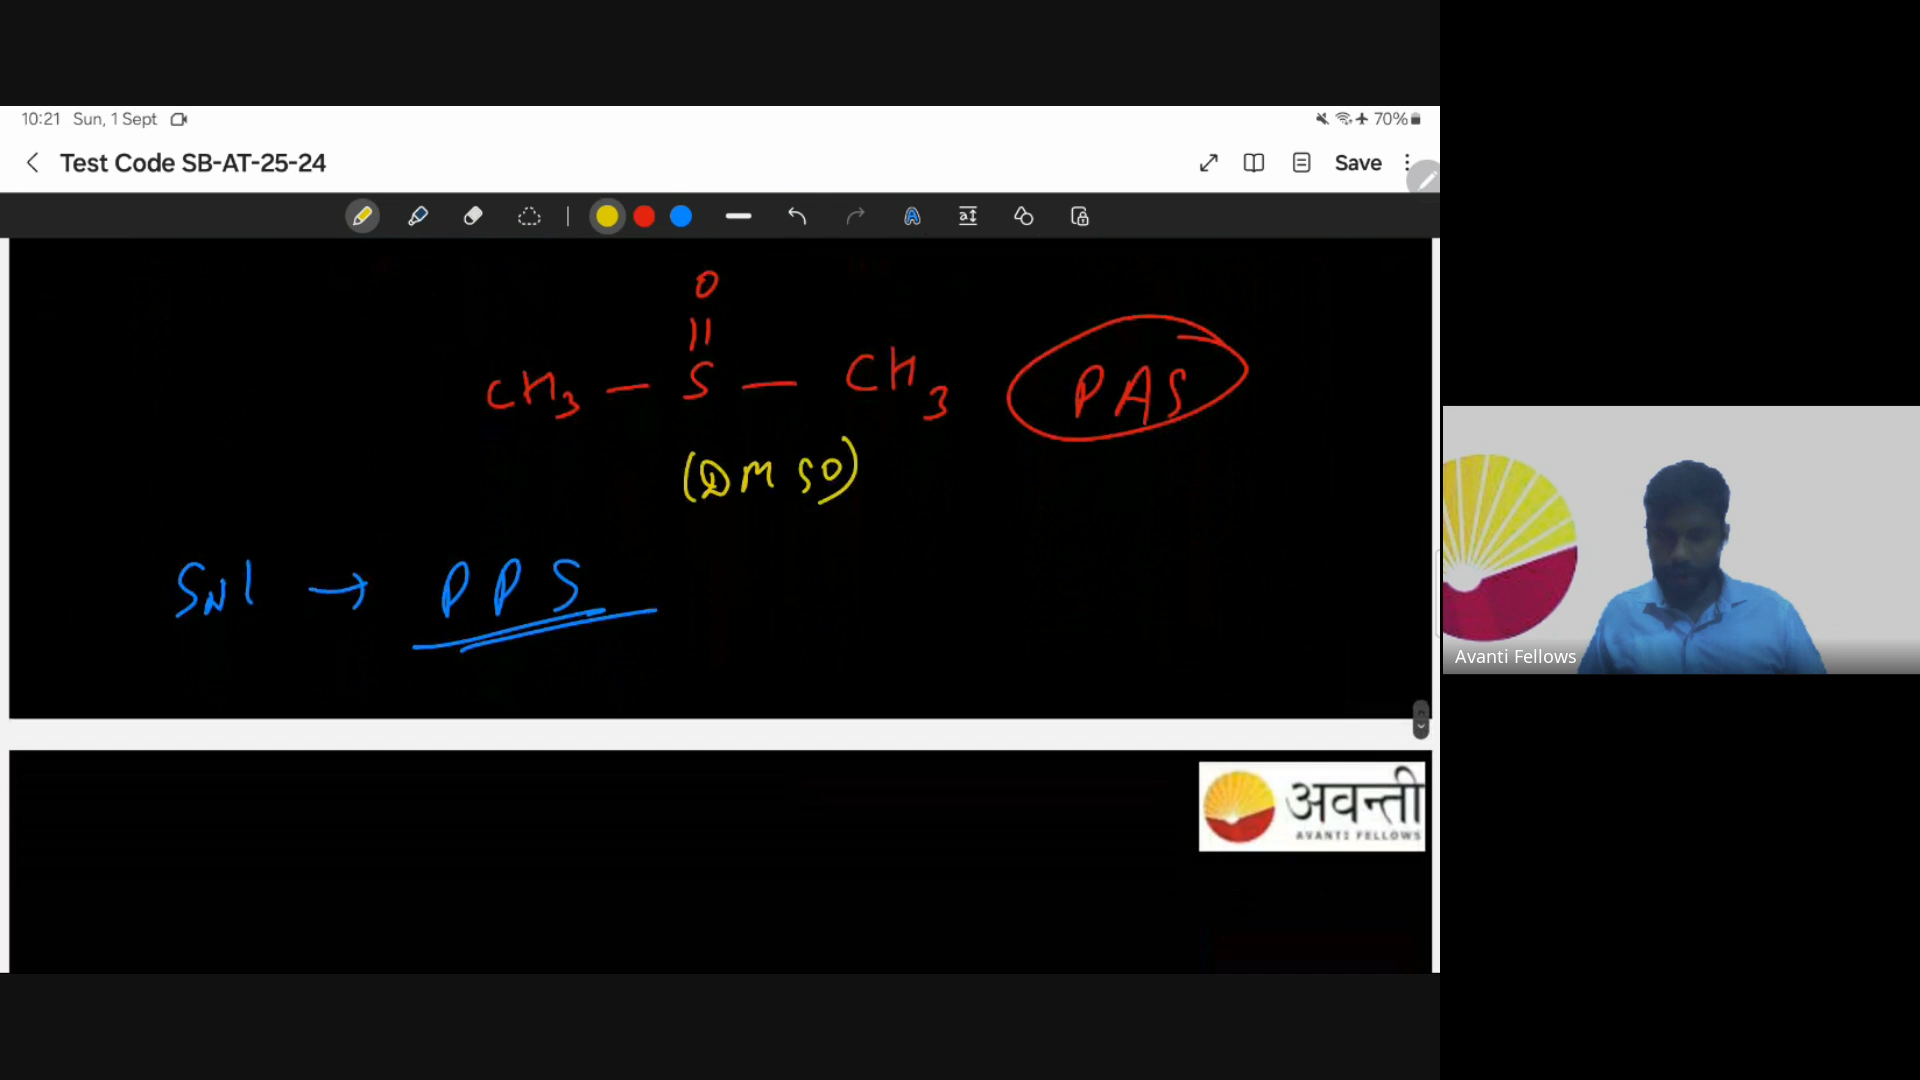 10:21 Sun, 1 Sept 70%
Test Code SB-AT-25-24 Save
O
||
CH3 — S — CH3 PAS
(DMSO)
SN1 → PPS
Avanti Fellows
अवन्ती
AVANTI FELLOWS